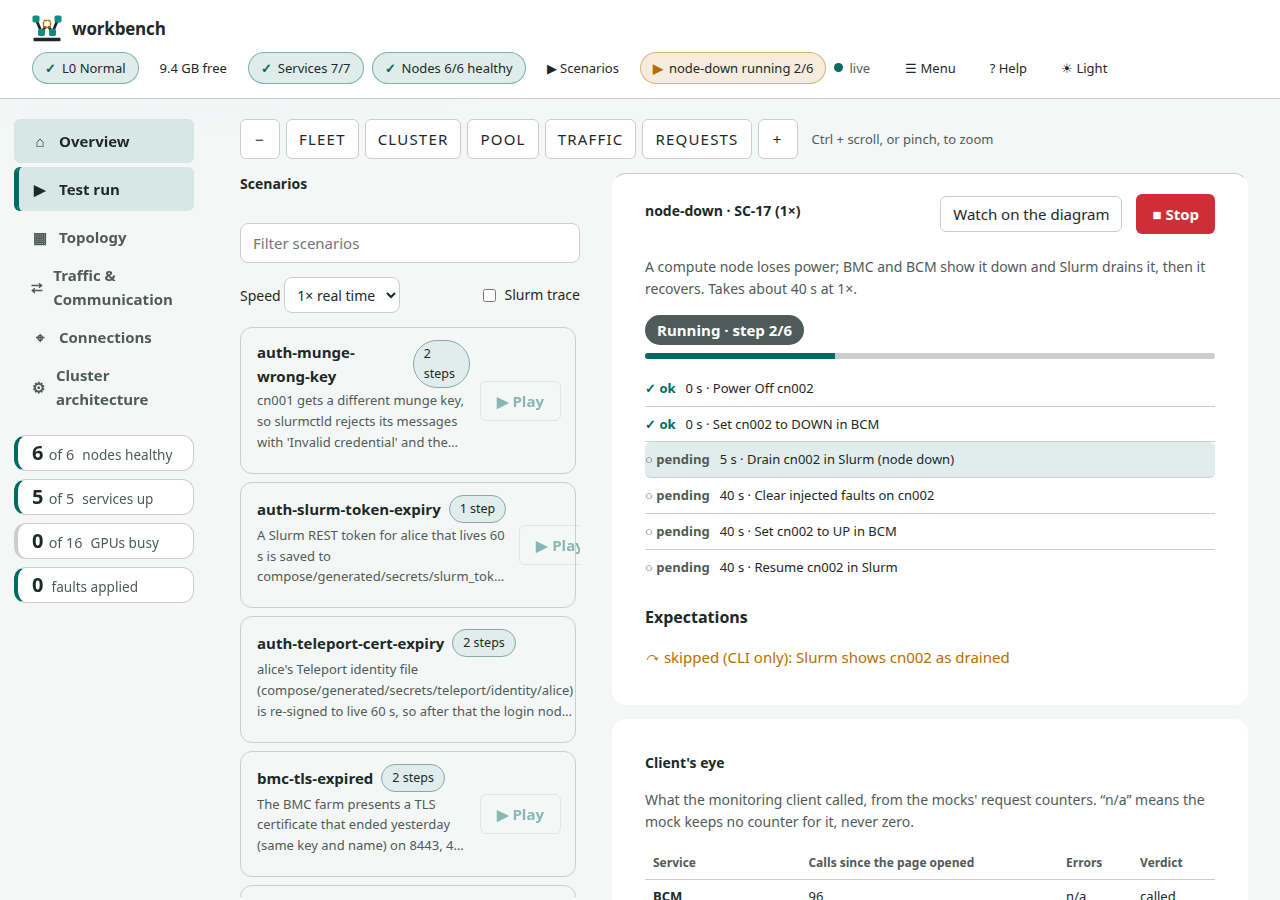 workbench
✓ L0 Normal
9.4 GB free
✓ Services 7/7
✓ Nodes 6/6 healthy
▶ Scenarios
▶ node-down running 2/6
live
☰ Menu
? Help
☀ Light
Overview
Test run
Topology
Traffic &
Communication
Connections
Cluster
architecture
6 of 6 nodes healthy
5 of 5 services up
0 of 16 GPUs busy
0 faults applied
−
FLEET
CLUSTER
POOL
TRAFFIC
REQUESTS
+
Ctrl + scroll, or pinch, to zoom
Scenarios
Filter scenarios
Speed 1× real time
Slurm trace
auth-munge-
wrong-key
2
steps
cn001 gets a different munge key,
so slurmctld rejects its messages
with 'Invalid credential' and the…
▶ Play
auth-slurm-token-expiry
1 step
A Slurm REST token for alice that lives 60
s is saved to
compose/generated/secrets/slurm_tok…
▶ Play
auth-teleport-cert-expiry
2 steps
alice's Teleport identity file
(compose/generated/secrets/teleport/identity/alice)
is re-signed to live 60 s, so after that the login nod…
bmc-tls-expired
2 steps
The BMC farm presents a TLS
certificate that ended yesterday
(same key and name) on 8443, 4…
▶ Play
node-down · SC-17 (1×)
Watch on the diagram
■ Stop
A compute node loses power; BMC and BCM show it down and Slurm drains it, then it
recovers. Takes about 40 s at 1×.
Running · step 2/6
✓ ok 0 s · Power Off cn002
✓ ok 0 s · Set cn002 to DOWN in BCM
○ pending 5 s · Drain cn002 in Slurm (node down)
○ pending 40 s · Clear injected faults on cn002
○ pending 40 s · Set cn002 to UP in BCM
○ pending 40 s · Resume cn002 in Slurm
Expectations
↷ skipped (CLI only): Slurm shows cn002 as drained
Client's eye
What the monitoring client called, from the mocks' request counters. “n/a” means the
mock keeps no counter for it, never zero.
Service Calls since the page opened Errors Verdict
BCM 96 n/a called